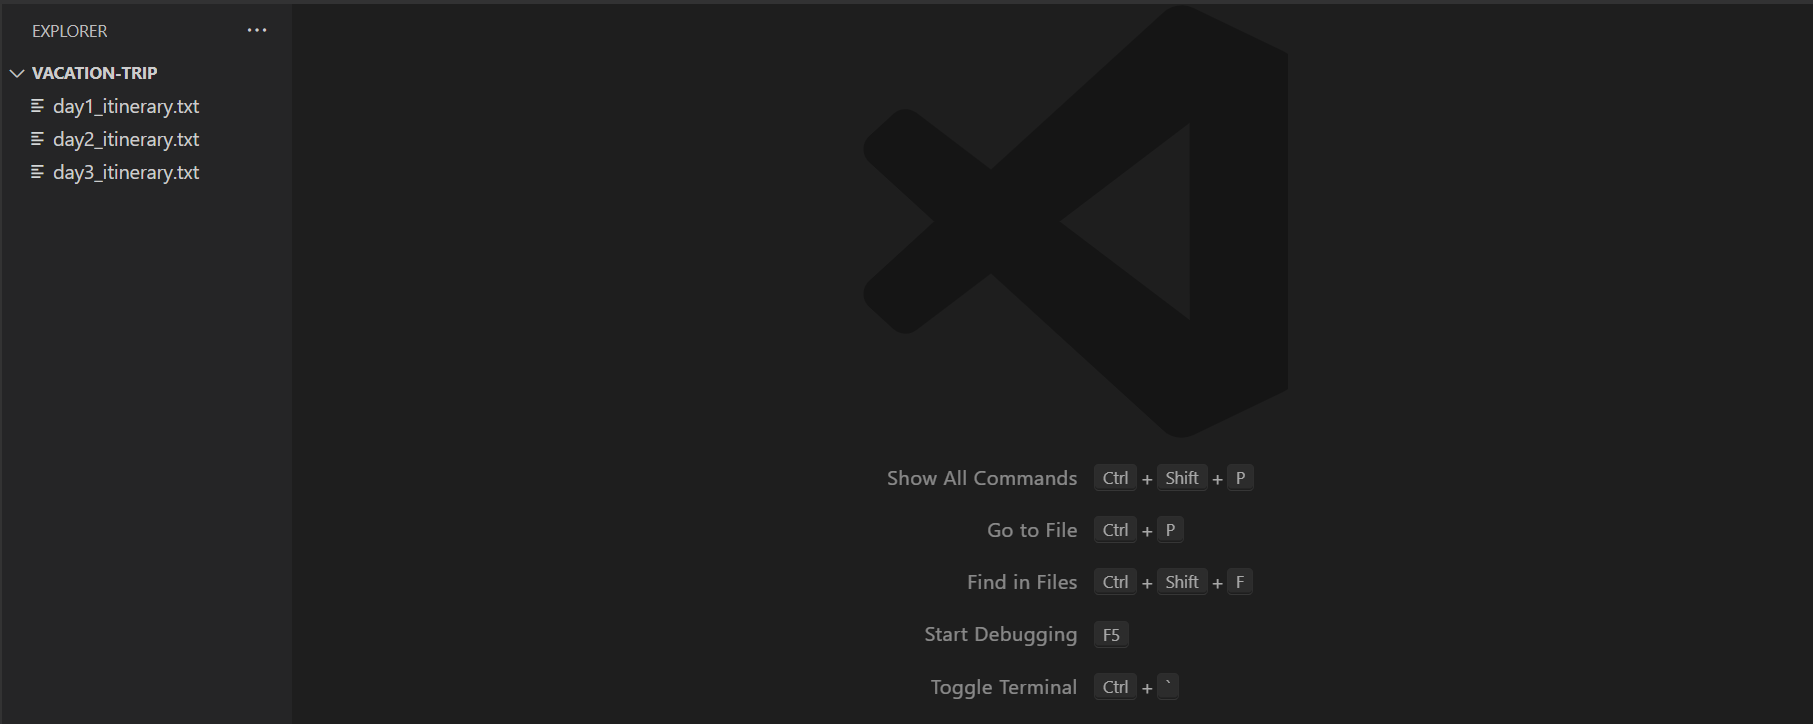 EXPLORER ...
VACATION-TRIP
day1_itinerary.txt
day2_itinerary.txt
day3_itinerary.txt
Show All Commands Ctrl + Shift + P
Go to File Ctrl + P
Find in Files Ctrl + Shift + F
Start Debugging F5
Toggle Terminal Ctrl + `